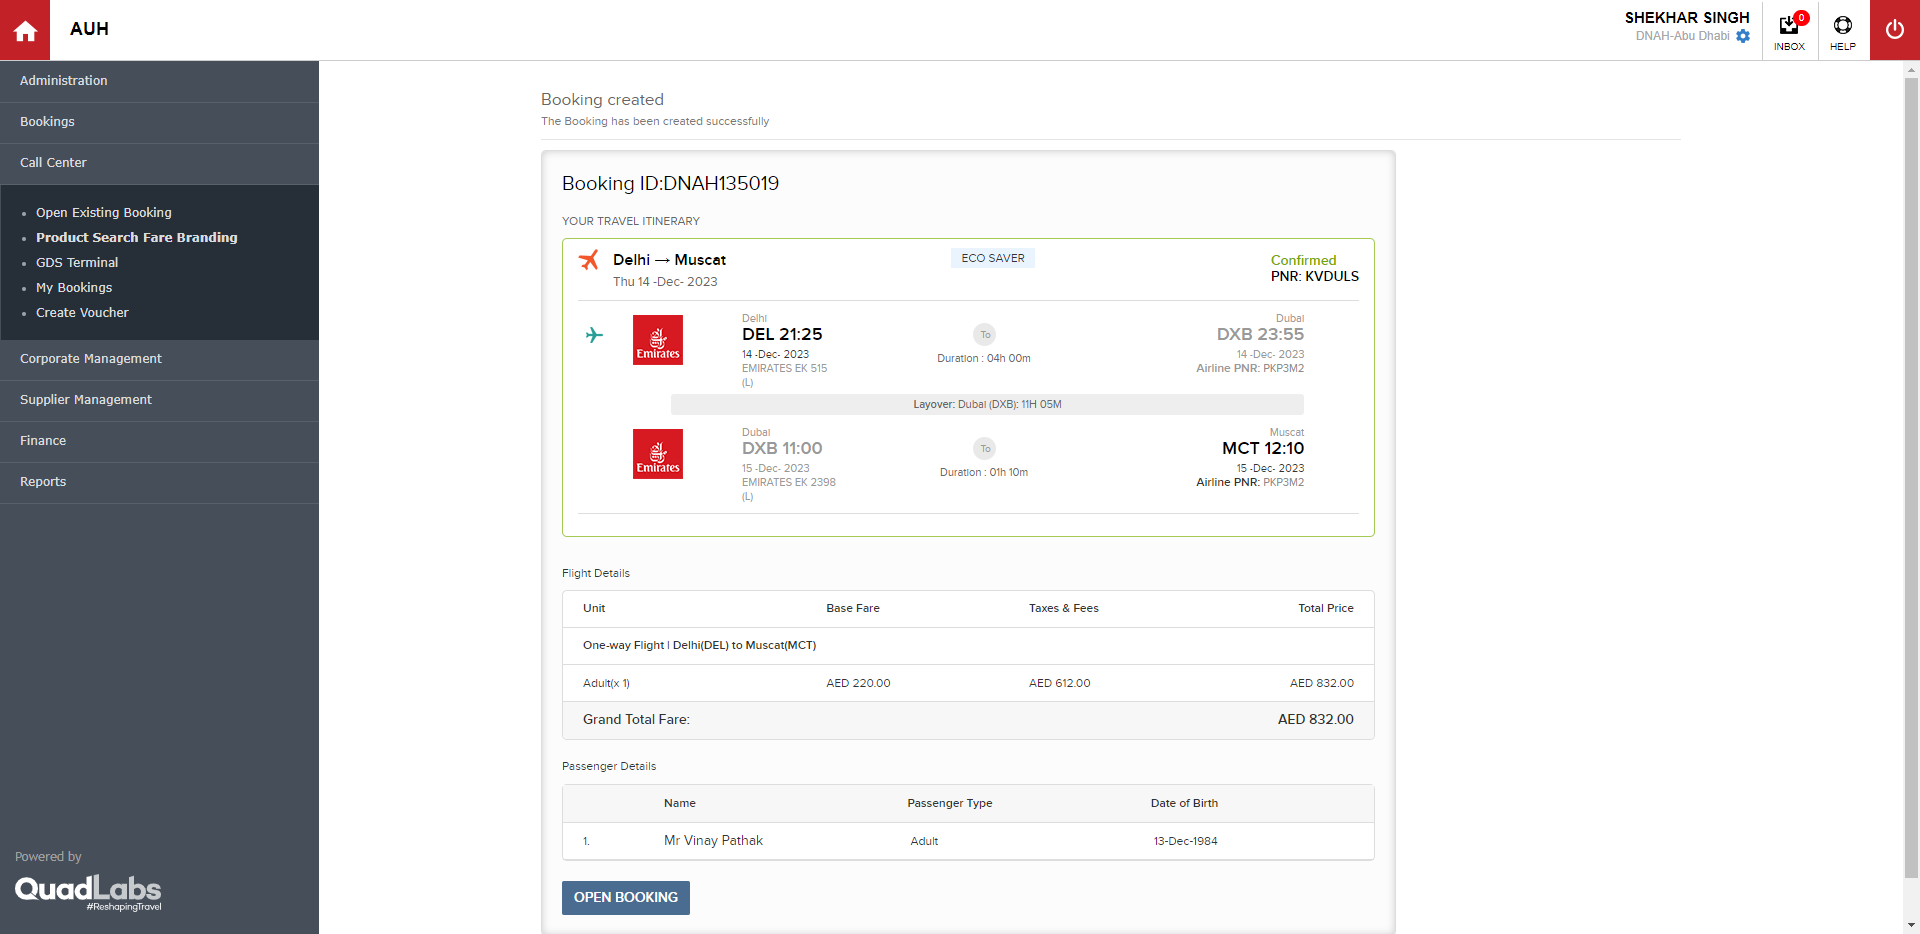 AUH
SHEKHAR SINGH
DNAH-Abu Dhabi
0
INBOX
HELP
Administration
Bookings
Call Center
Open Existing Booking
Product Search Fare Branding
GDS Terminal
My Bookings
Create Voucher
Corporate Management
Supplier Management
Finance
Reports
Powered by
QuadLabs
#ReshapingTravel
Booking created
The Booking has been created successfully
Booking ID:DNAH135019
YOUR TRAVEL ITINERARY
Delhi → Muscat
Thu 14 -Dec- 2023
ECO SAVER
Confirmed
PNR: KVDULS
Emirates
Delhi
DEL 21:25
14 -Dec- 2023
EMIRATES EK 515
(L)
To
Duration : 04h 00m
Dubai
DXB 23:55
14 -Dec- 2023
Airline PNR: PKP3M2
Layover: Dubai (DXB): 11H 05M
Emirates
Dubai
DXB 11:00
15 -Dec- 2023
EMIRATES EK 2398
(L)
To
Duration : 01h 10m
Muscat
MCT 12:10
15 -Dec- 2023
Airline PNR: PKP3M2
Flight Details
Unit Base Fare Taxes & Fees Total Price
One-way Flight | Delhi(DEL) to Muscat(MCT)
Adult(x 1) AED 220.00 AED 612.00 AED 832.00
Grand Total Fare: AED 832.00
Passenger Details
Name Passenger Type Date of Birth
1. Mr Vinay Pathak Adult 13-Dec-1984
OPEN BOOKING